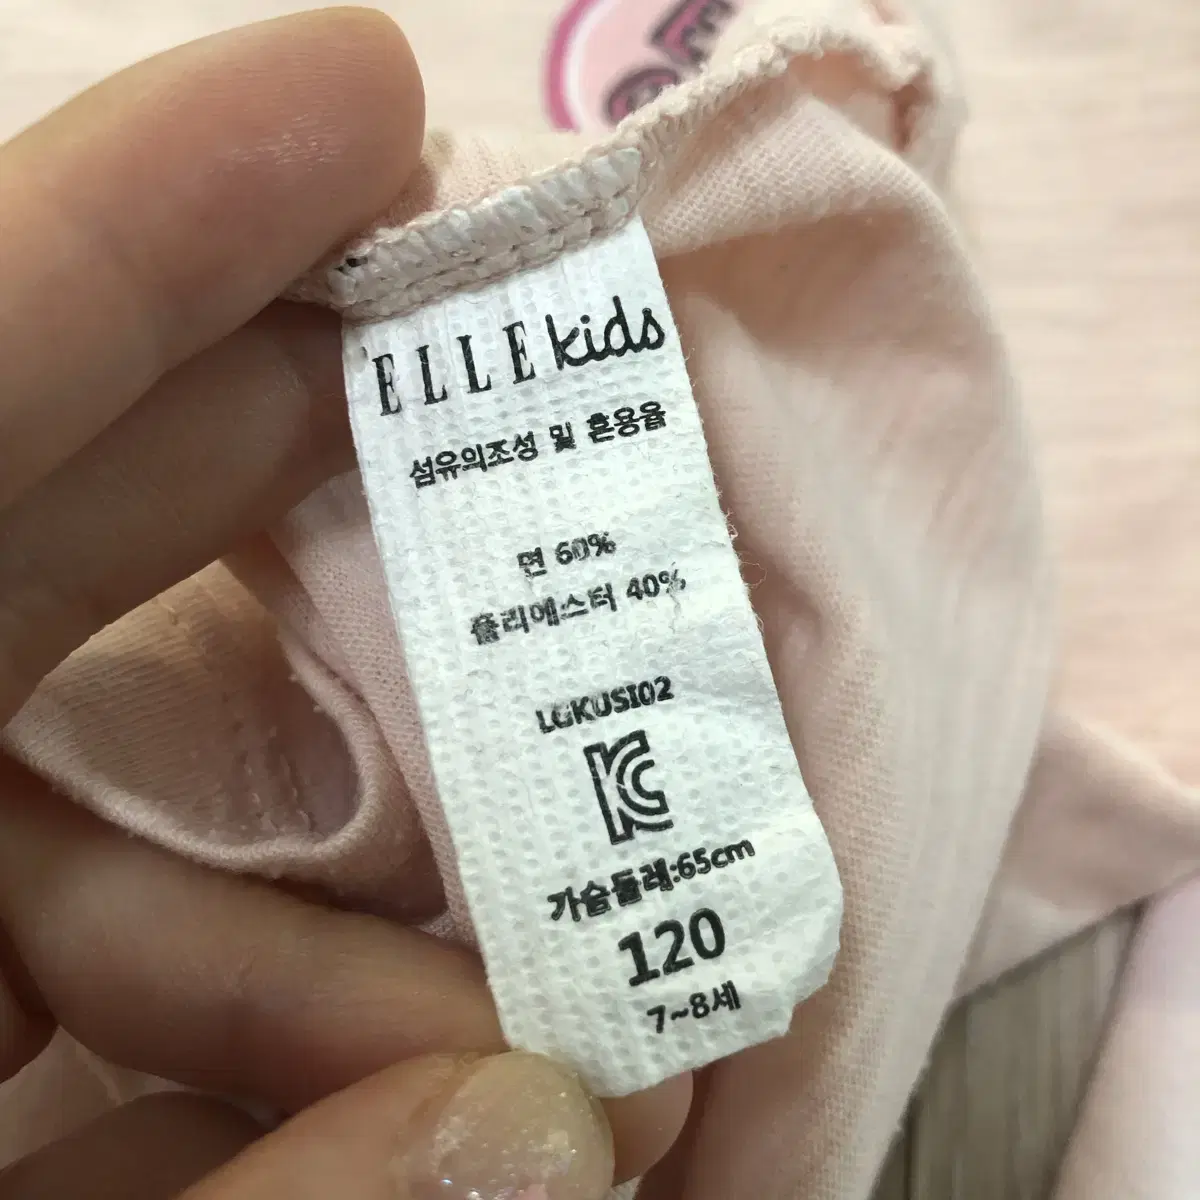 ELLE kids
섬유의조성 및 혼용율
면 60%
폴리에스터 40%
LGKUSI02
KC
가슴둘레:65cm
120
7~8세